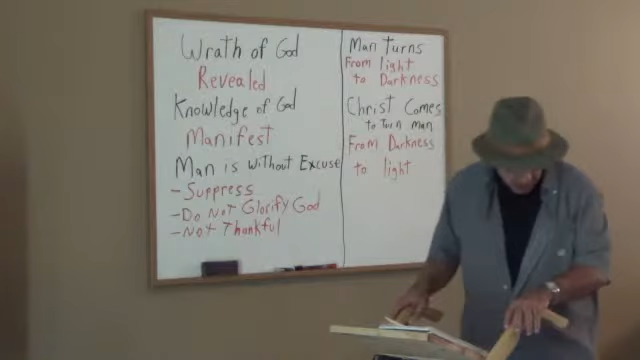 Wrath of God
Revealed
Knowledge of God
Manifest
Man is without Excuse
- Suppress
- Do Not Glorify God
- Not Thankful
Man Turns
From light
to Darkness
Christ Comes
to Turn man
From Darkness
to light